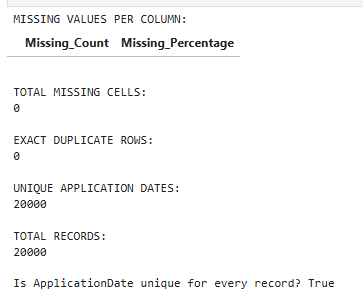 MISSING VALUES PER COLUMN:
Missing_Count Missing_Percentage
TOTAL MISSING CELLS:
0
EXACT DUPLICATE ROWS:
0
UNIQUE APPLICATION DATES:
20000
TOTAL RECORDS:
20000
Is ApplicationDate unique for every record? True